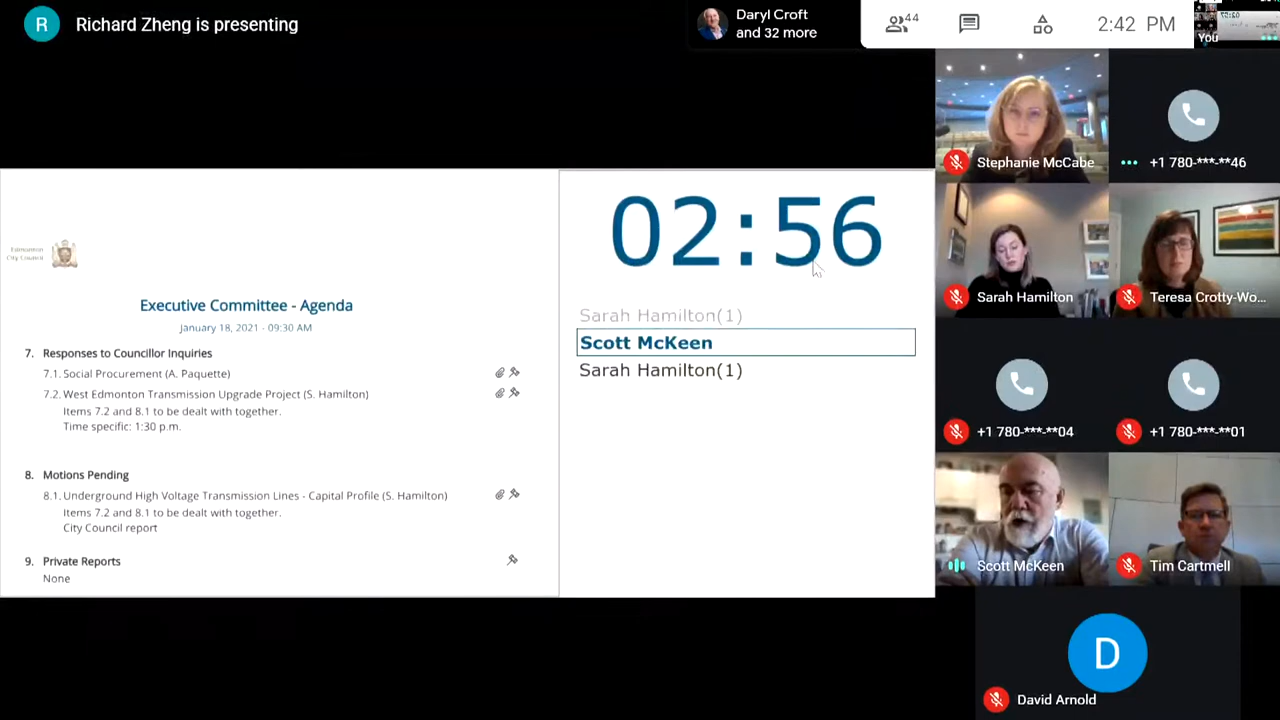 R
Richard Zheng is presenting
Daryl Croft
and 32 more
44
2:42 PM
You
Edmonton
City Council
Executive Committee - Agenda
January 18, 2021 - 09:30 AM
7. Responses to Councillor Inquiries
7.1. Social Procurement (A. Paquette)
7.2. West Edmonton Transmission Upgrade Project (S. Hamilton)
Items 7.2 and 8.1 to be dealt with together.
Time specific: 1:30 p.m.
8. Motions Pending
8.1. Underground High Voltage Transmission Lines - Capital Profile (S. Hamilton)
Items 7.2 and 8.1 to be dealt with together.
City Council report
9. Private Reports
None
02:56
Sarah Hamilton(1)
Scott McKeen
Sarah Hamilton(1)
Stephanie McCabe
+1 780-***-**46
Sarah Hamilton
Teresa Crotty-Wo...
+1 780-***-**04
+1 780-***-**01
Scott McKeen
Tim Cartmell
D
David Arnold